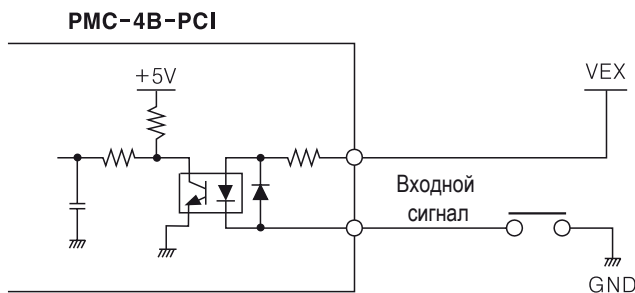 PMC-4B-PCI
+5V
VEX
Входной
сигнал
GND